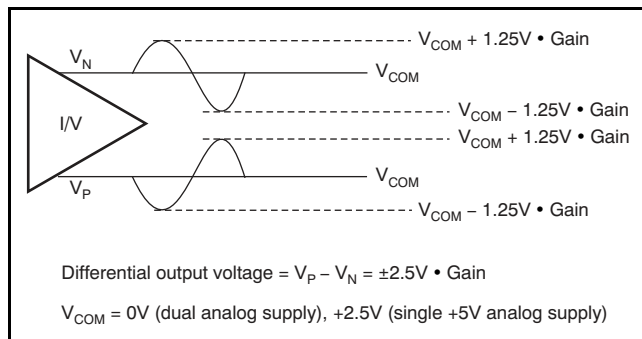 V_N
V_COM + 1.25V • Gain
V_COM
I/V
V_COM − 1.25V • Gain
V_COM + 1.25V • Gain
V_P
V_COM
V_COM − 1.25V • Gain
Differential output voltage = V_P − V_N = ±2.5V • Gain
V_COM = 0V (dual analog supply), +2.5V (single +5V analog supply)